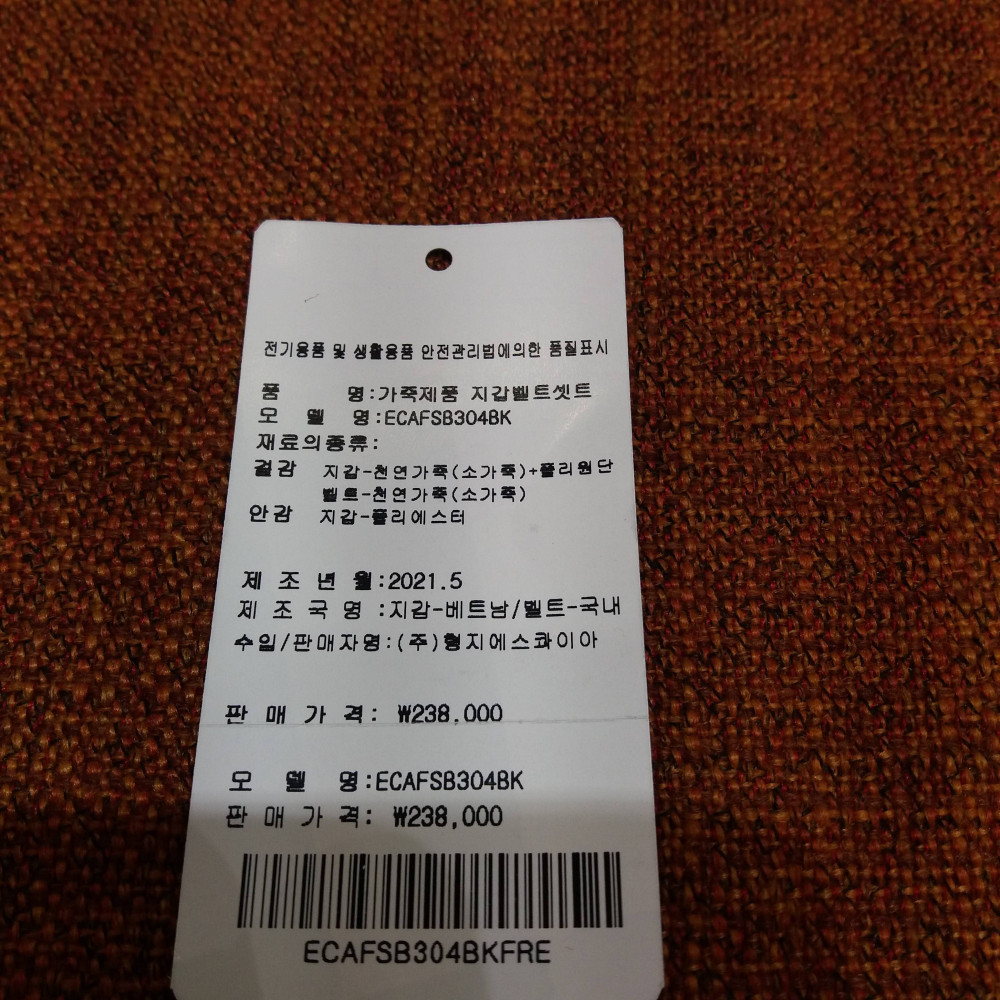 전기용품 및 생활용품 안전관리법에의한 품질표시
품 명:가죽제품 지갑벨트셋트
모 델 명:ECAFSB304BK
재료의종류:
겉감 지갑-천연가죽(소가죽)+폴리원단
벨트-천연가죽(소가죽)
안감 지갑-폴리에스터
제 조 년 월:2021.5
제 조 국 명:지갑-베트남/벨트-국내
수입/판매자명:(주)형지에스콰이아
판 매 가 격: ₩238,000
모 델 명:ECAFSB304BK
판 매 가 격: ₩238,000
ECAFSB304BKFRE